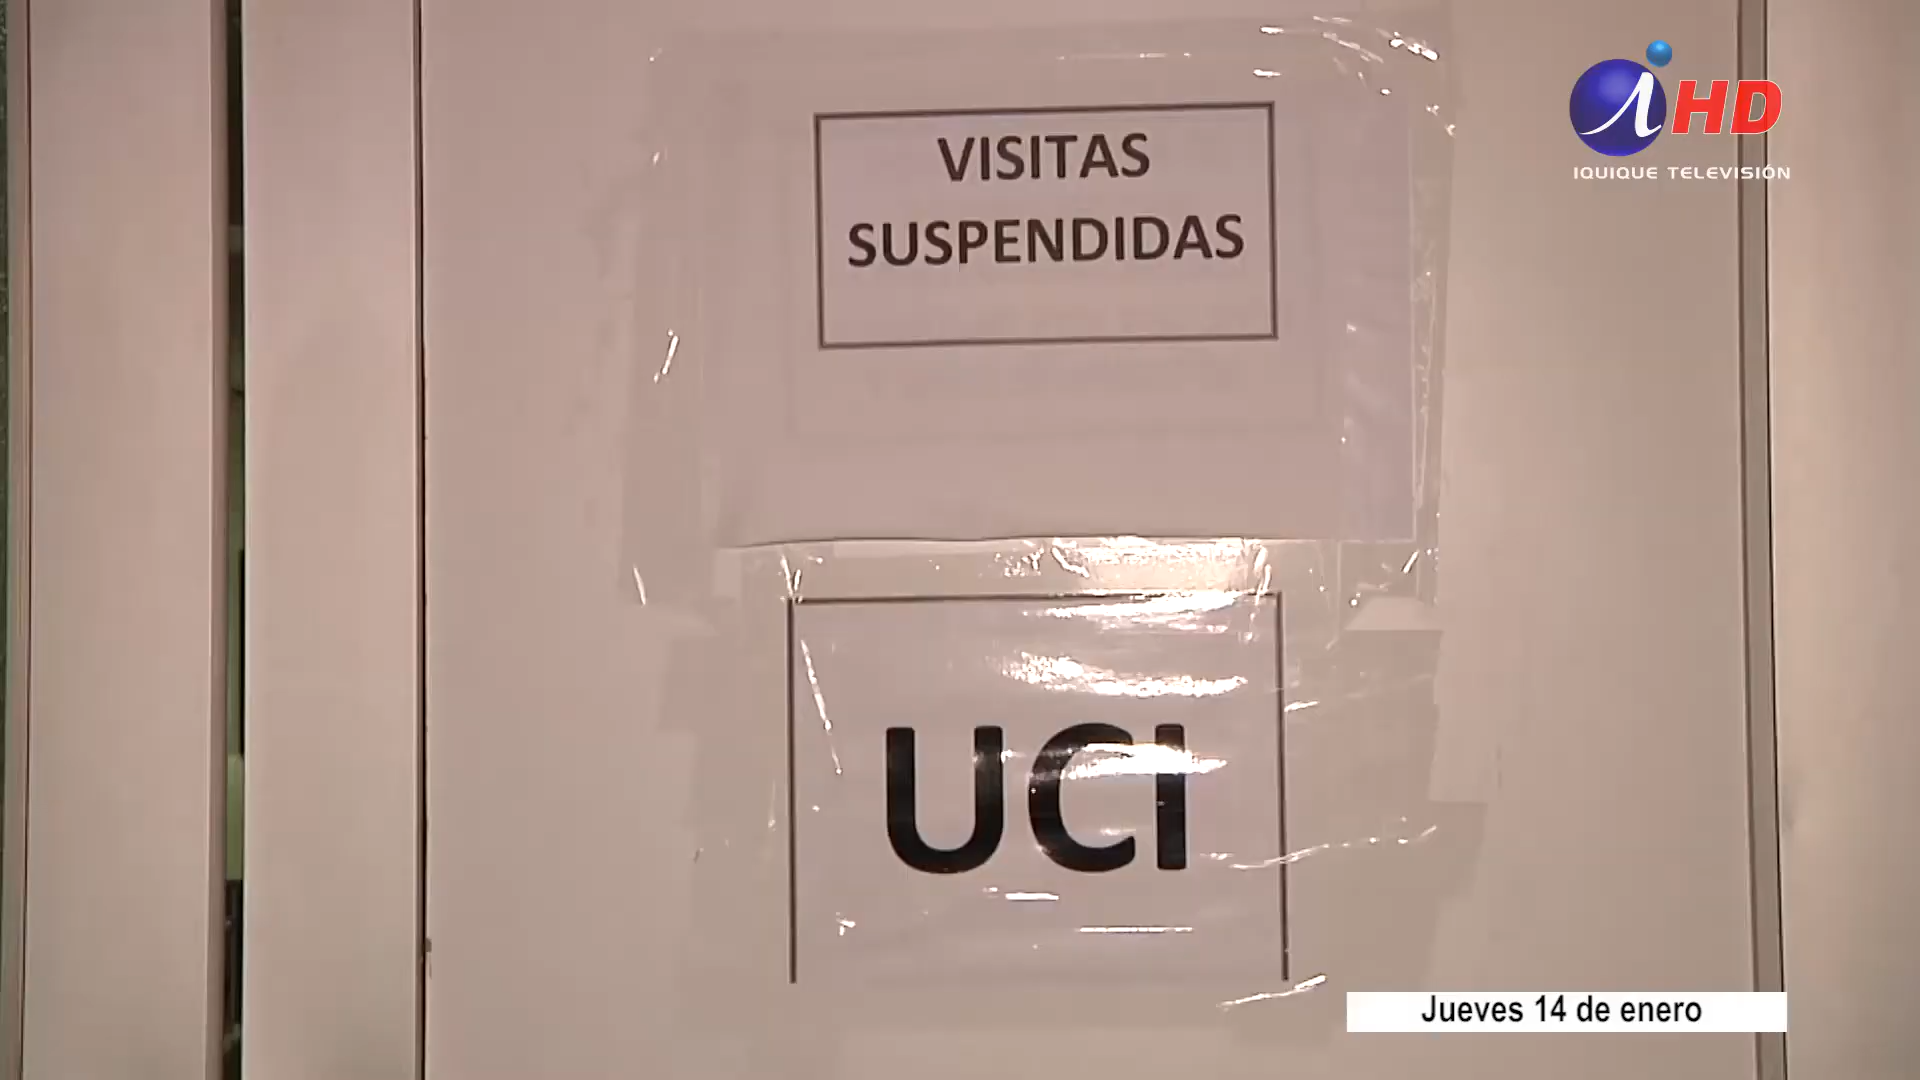 VISITAS
SUSPENDIDAS
UCI
HD
IQUIQUE TELEVISIÓN
Jueves 14 de enero